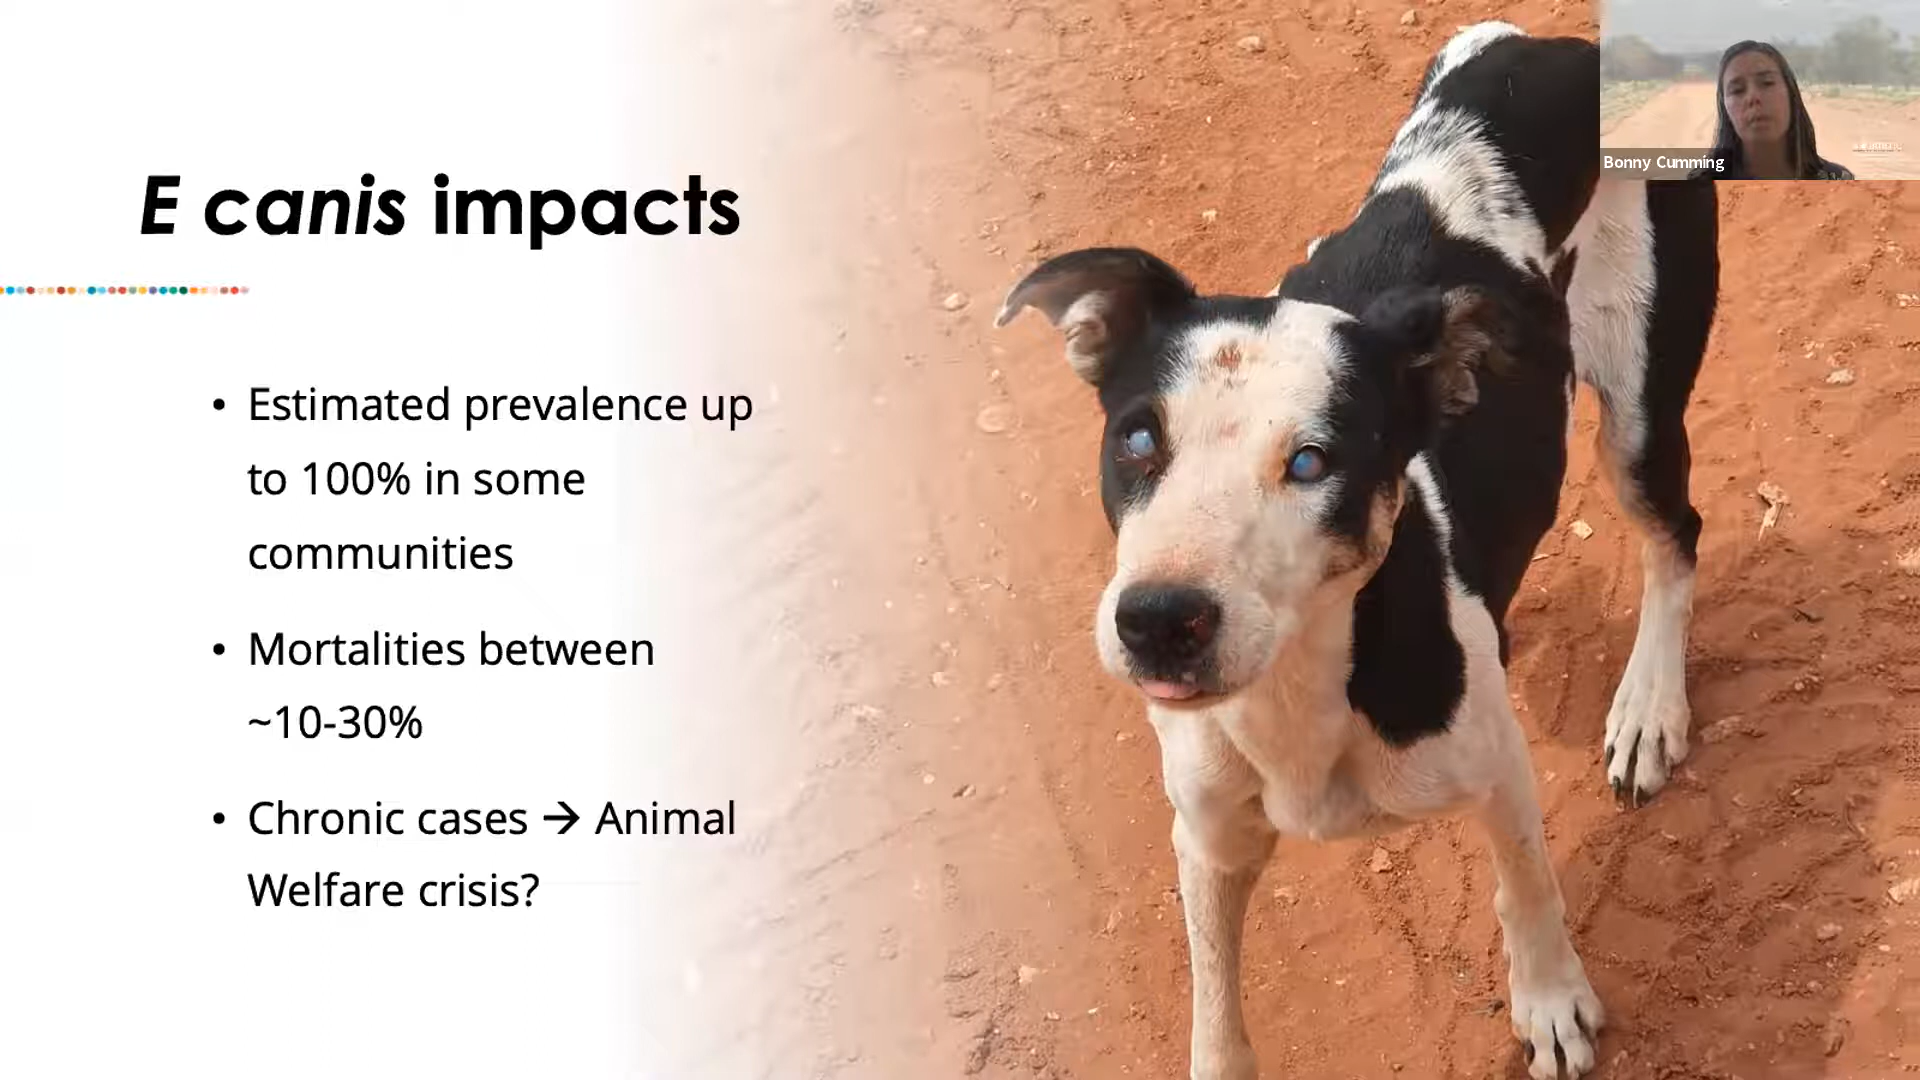 Bonny Cumming
E canis impacts
• Estimated prevalence up
to 100% in some
communities
• Mortalities between
~10-30%
• Chronic cases → Animal
Welfare crisis?